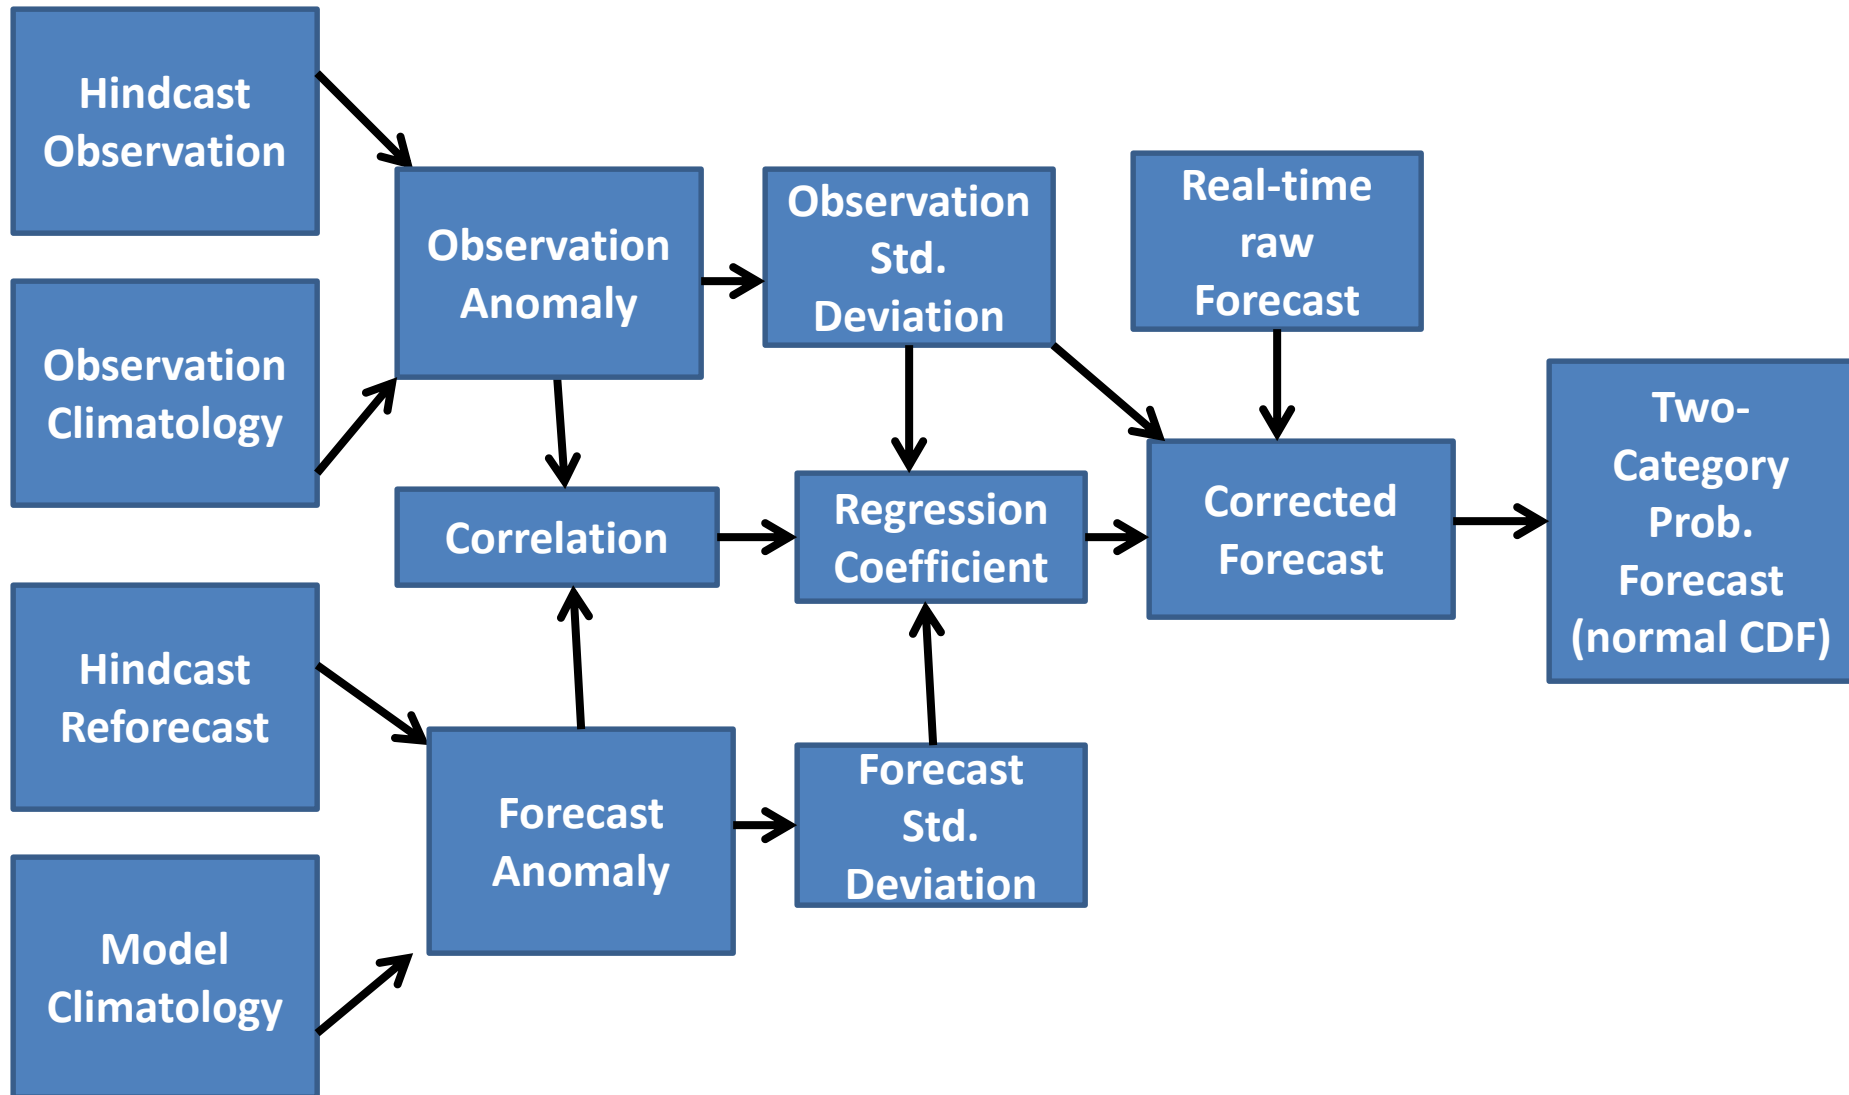 Hindcast
Observation
Observation
Climatology
Hindcast
Reforecast
Model
Climatology
Observation
Anomaly
Correlation
Forecast
Anomaly
Observation
Std.
Deviation
Regression
Coefficient
Forecast
Std.
Deviation
Real-time
raw
Forecast
Corrected
Forecast
Two-
Category
Prob.
Forecast
(normal CDF)